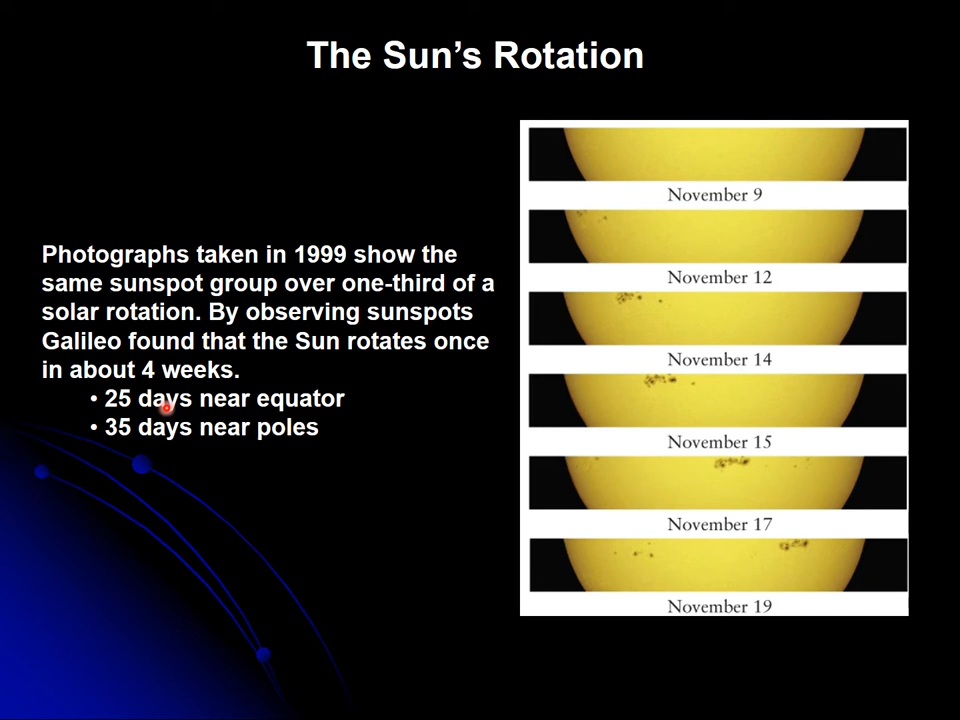 The Sun’s Rotation
Photographs taken in 1999 show the
same sunspot group over one-third of a
solar rotation. By observing sunspots
Galileo found that the Sun rotates once
in about 4 weeks.
• 25 days near equator
• 35 days near poles
November 9
November 12
November 14
November 15
November 17
November 19